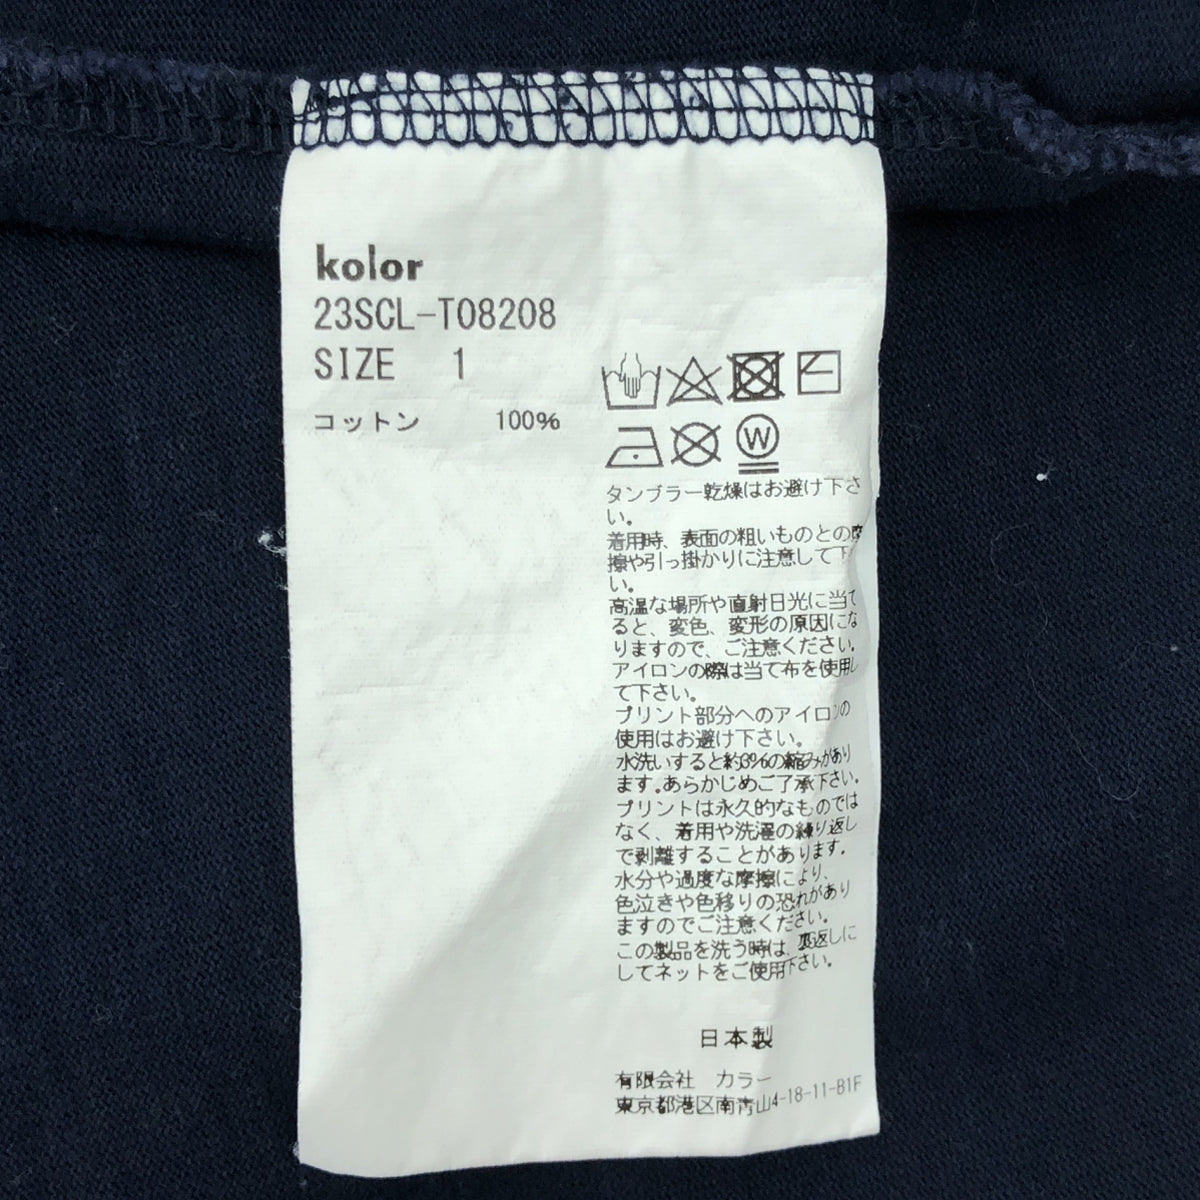 kolor
23SCL-T08208
SIZE 1
コットン 100%
W
タンブラー乾燥はお避け下さ
い。
着用時、表面の粗いものとの摩
擦や引っ掛かりに注意して下
い。
高温な場所や直射日光に当て
ると、変色、変形の原因にな
りますので、ご注意ください。
アイロンの際は当て布を使用し
て下さい。
プリント部分へのアイロンの
使用はお避け下さい。
水洗いすると約3%の縮みがあり
ます。あらかじめご了承下さい。
プリントは永久的なものでは
なく、着用や洗濯の繰り返し
で剥離することがあります。
水分や過度な摩擦により、
色泣きや色移りの恐れがあり
ますのでご注意ください。
この製品を洗う時は、裏返しに
してネットをご使用下さい。
日本製
有限会社 カラー
東京都港区南青山4-18-11-B1F